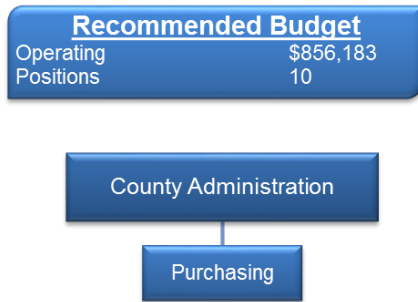 Recommended Budget
Operating $856,183
Positions 10
County Administration
Purchasing